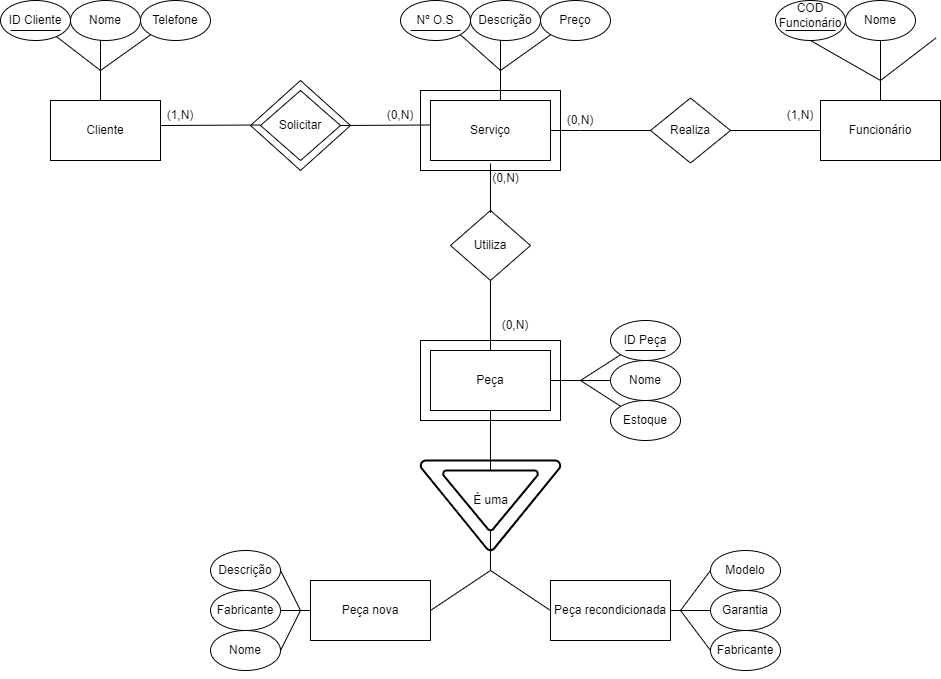 ID Cliente
Nome
Telefone
Nº O.S
Descrição
Preço
COD
Funcionário
Nome
Cliente
(1,N)
Solicitar
(0,N)
Serviço
(0,N)
Realiza
(1,N)
Funcionário
(0,N)
Utiliza
(0,N)
ID Peça
Peça
Nome
Estoque
É uma
Descrição
Modelo
Fabricante
Peça nova
Peça recondicionada
Garantia
Nome
Fabricante